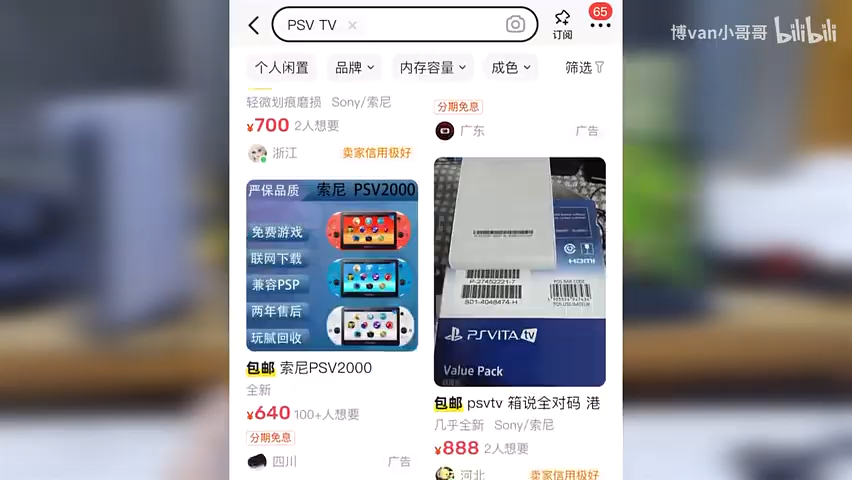 PSV TV
订阅
65
博van小哥哥 bilibili
个人闲置
品牌
内存容量
成色
筛选
轻微划痕磨损 Sony/索尼
¥700 2人想要
浙江 卖家信用极好
严保品质 索尼 PSV2000
免费游戏
联网下载
兼容PSP
两年售后
玩腻回收
包邮 索尼PSV2000
全新
¥640 100+人想要
分期免息
四川 广告
分期免息
广东 广告
HDMI
P-27452221-7
SD1-4048474-H
PSVITA TV
Value Pack
包邮 psvtv 箱说全对码 港
几乎全新 Sony/索尼
¥888 2人想要
河北 卖家信用极好